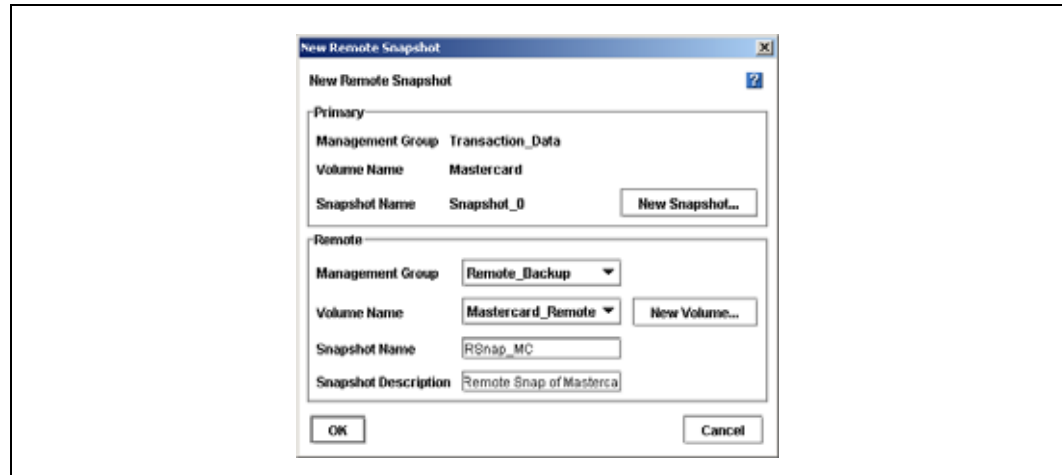 New Remote Snapshot
New Remote Snapshot
Primary
Management Group Transaction_Data
Volume Name Mastercard
Snapshot Name Snapshot_0 New Snapshot...
Remote
Management Group Remote_Backup
Volume Name Mastercard_Remote New Volume...
Snapshot Name RSnap_MC
Snapshot Description Remote Snap of Masterca
OK Cancel